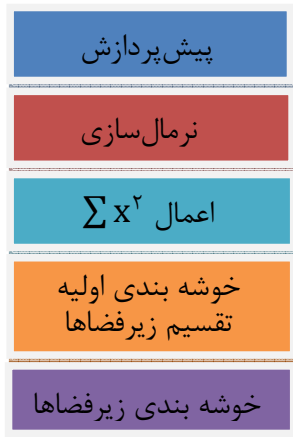 پیش‌پردازش
نرمال‌سازی
اعمال ∑ x²
خوشه بندی اولیه
تقسیم زیرفضاها
خوشه بندی زیرفضاها